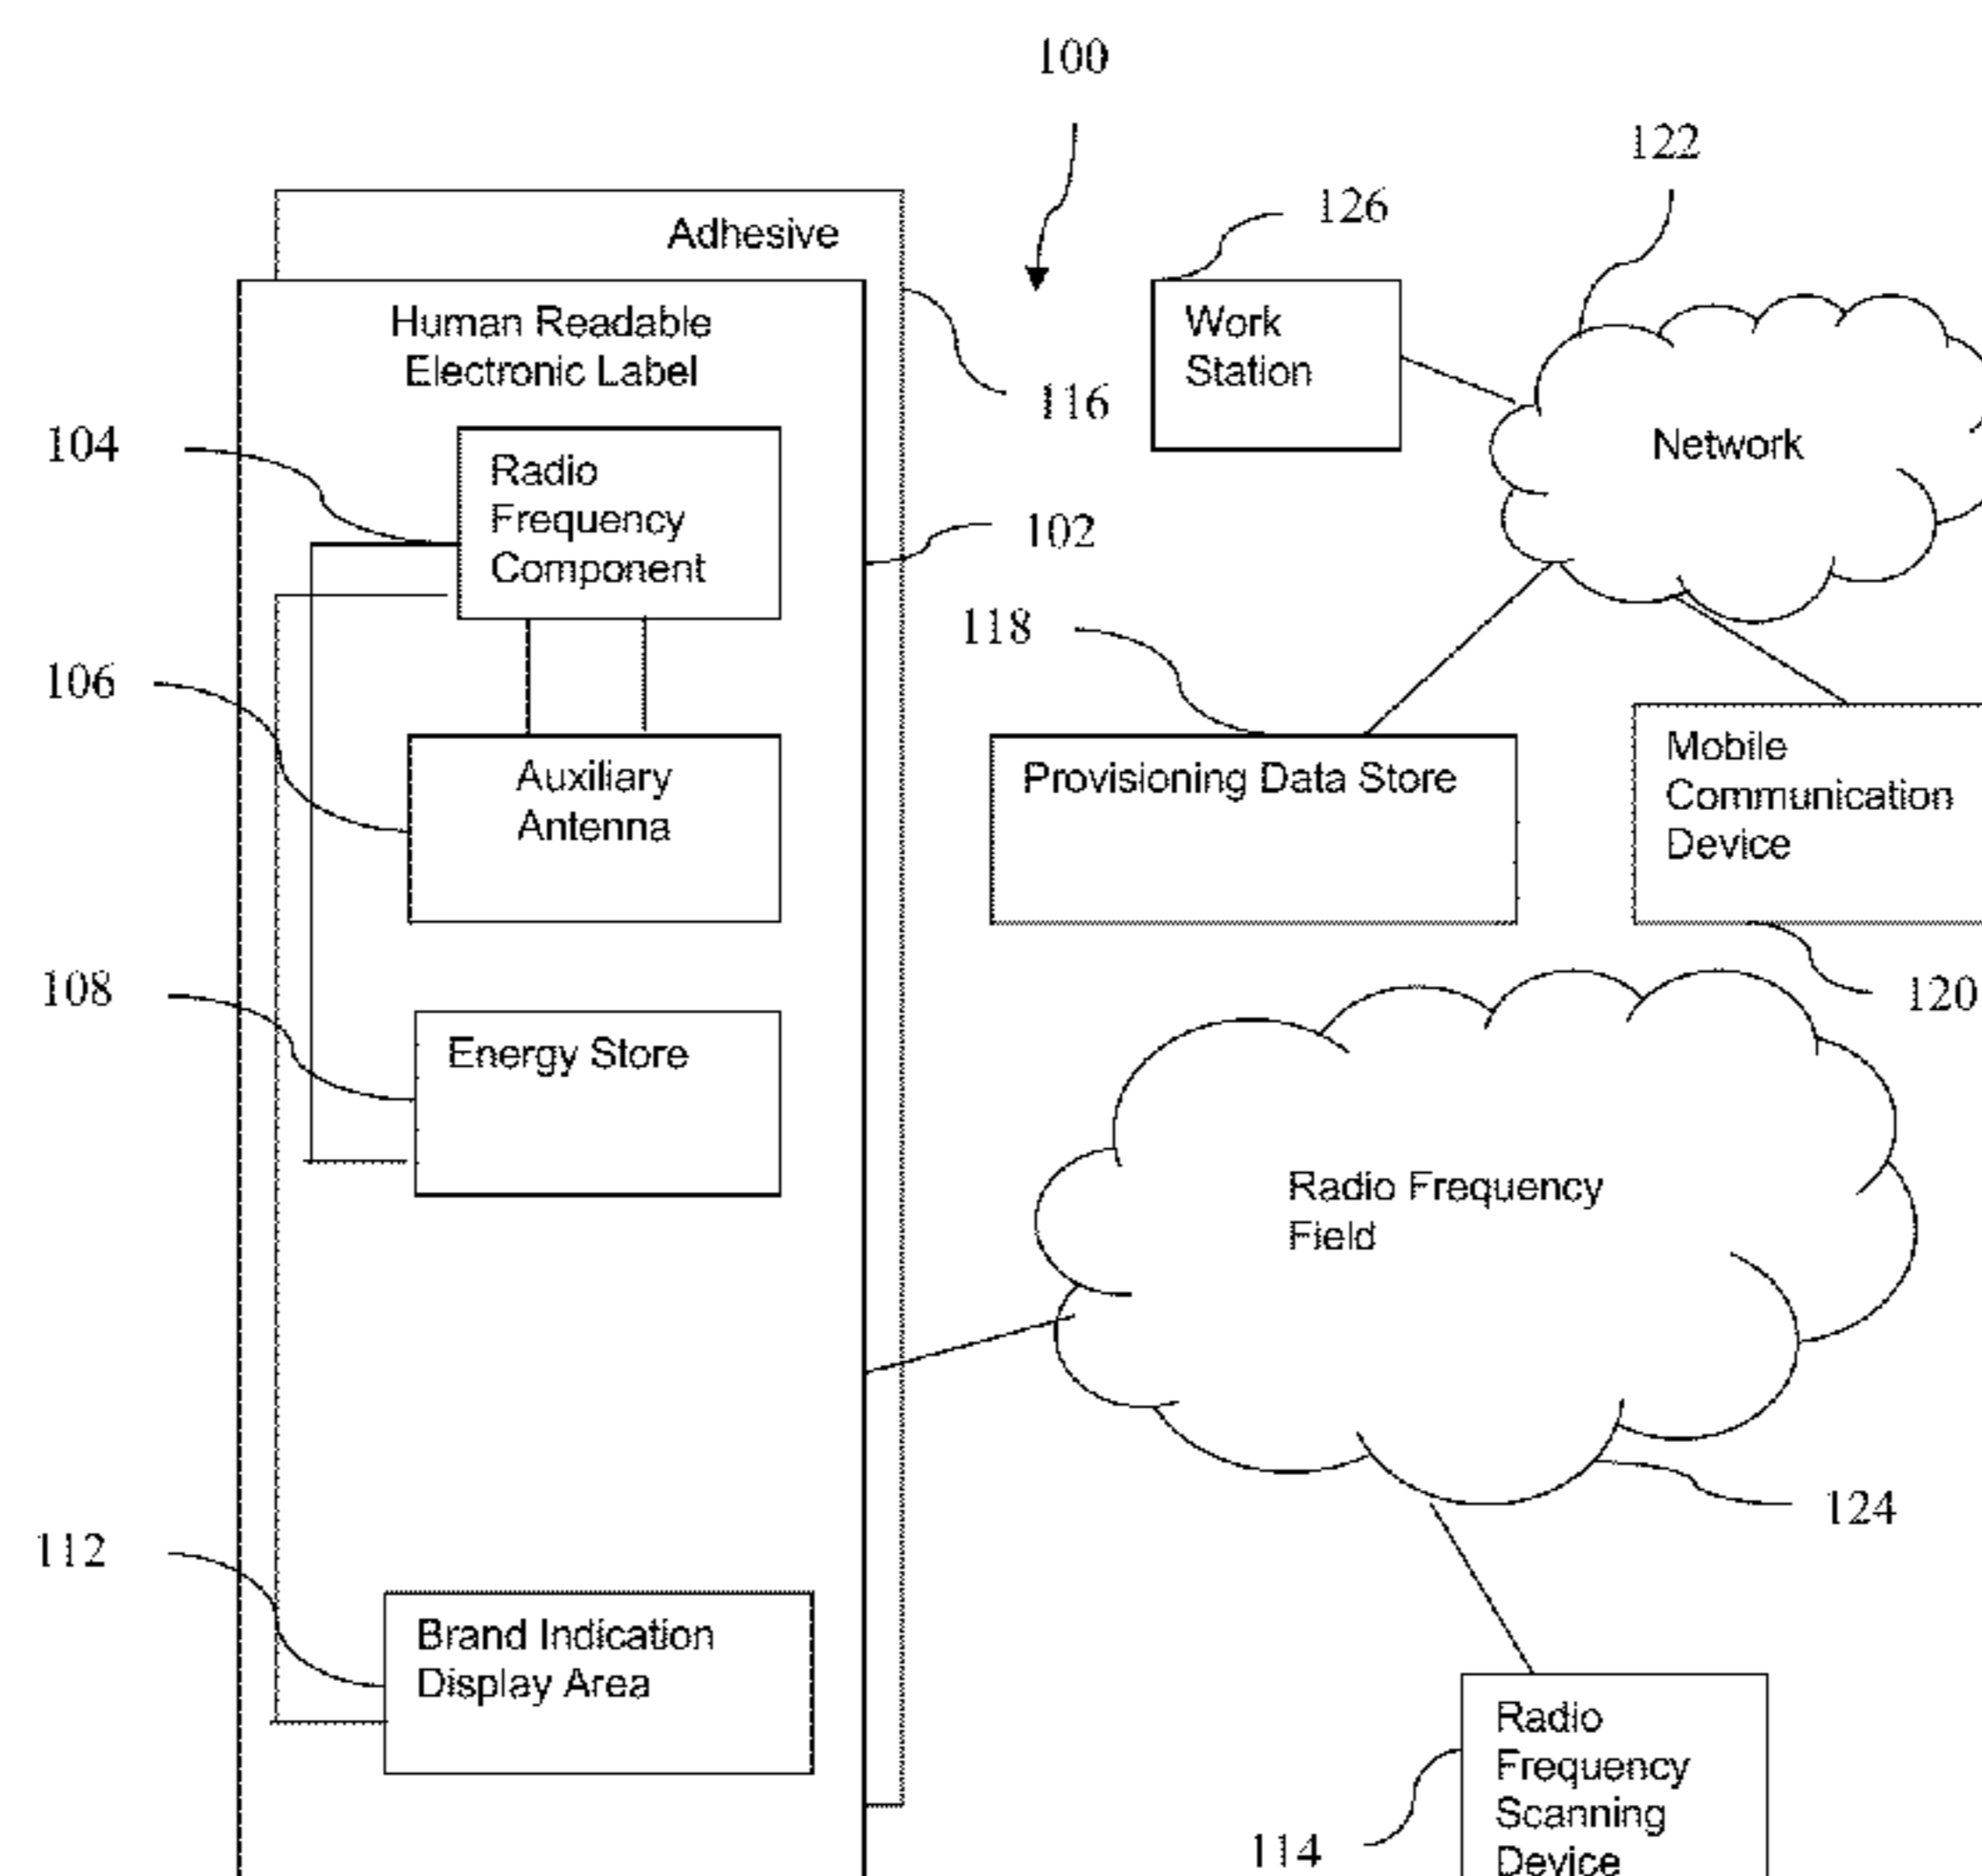 100
122
126
Adhesive
Human Readable
Electronic Label
Work
Station
116
Network
104
Radio
Frequency
Component
102
118
106
Auxiliary
Antenna
Provisioning Data Store
Mobile
Communication
Device
108
Energy Store
120
Radio Frequency
Field
124
112
Brand Indication
Display Area
Radio
Frequency
Scanning
Device
114